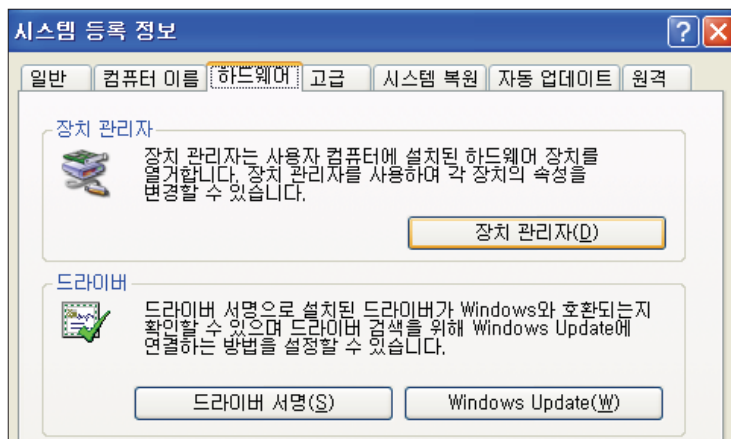 시스템 등록 정보
일반 컴퓨터 이름 하드웨어 고급 시스템 복원 자동 업데이트 원격
장치 관리자
장치 관리자는 사용자 컴퓨터에 설치된 하드웨어 장치를
열거합니다. 장치 관리자를 사용하여 각 장치의 속성을
변경할 수 있습니다.
장치 관리자(D)
드라이버
드라이버 서명으로 설치된 드라이버가 Windows와 호환되는지
확인할 수 있으며 드라이버 검색을 위해 Windows Update에
연결하는 방법을 설정할 수 있습니다.
드라이버 서명(S) Windows Update(W)